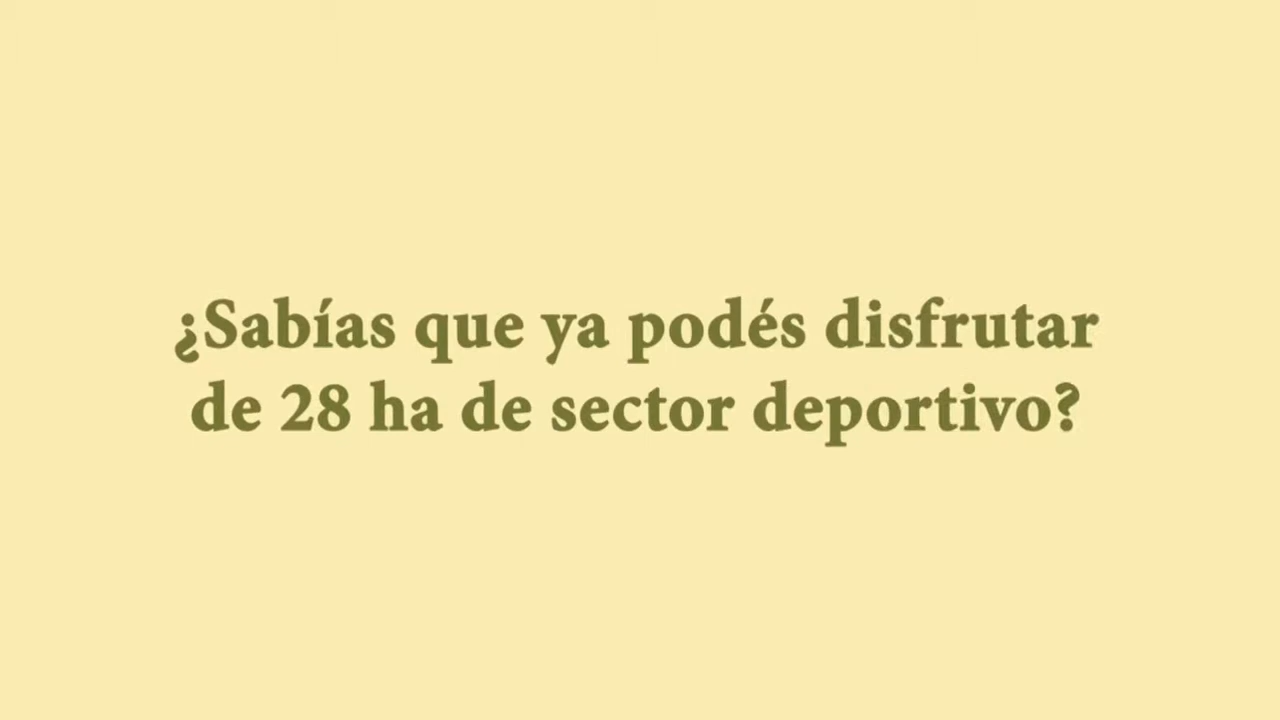 ¿Sabías que ya podés disfrutar
de 28 ha de sector deportivo?